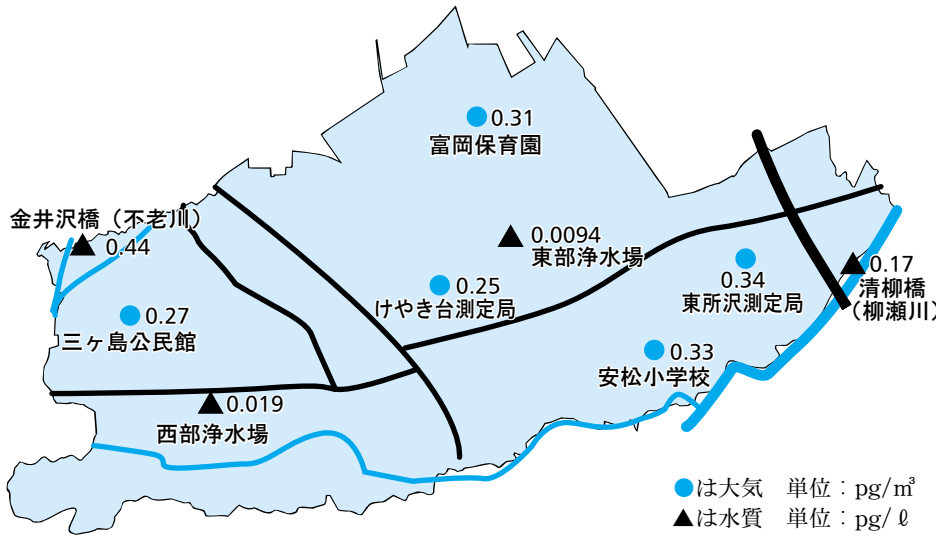 0.31
富岡保育園
金井沢橋（不老川）
0.44
0.0094
東部浄水場
0.25
けやき台測定局
0.34
東所沢測定局
0.17
清柳橋
（柳瀬川）
0.27
三ヶ島公民館
0.33
安松小学校
0.019
西部浄水場
●は大気　単位：pg/㎥
▲は水質　単位：pg/ℓ